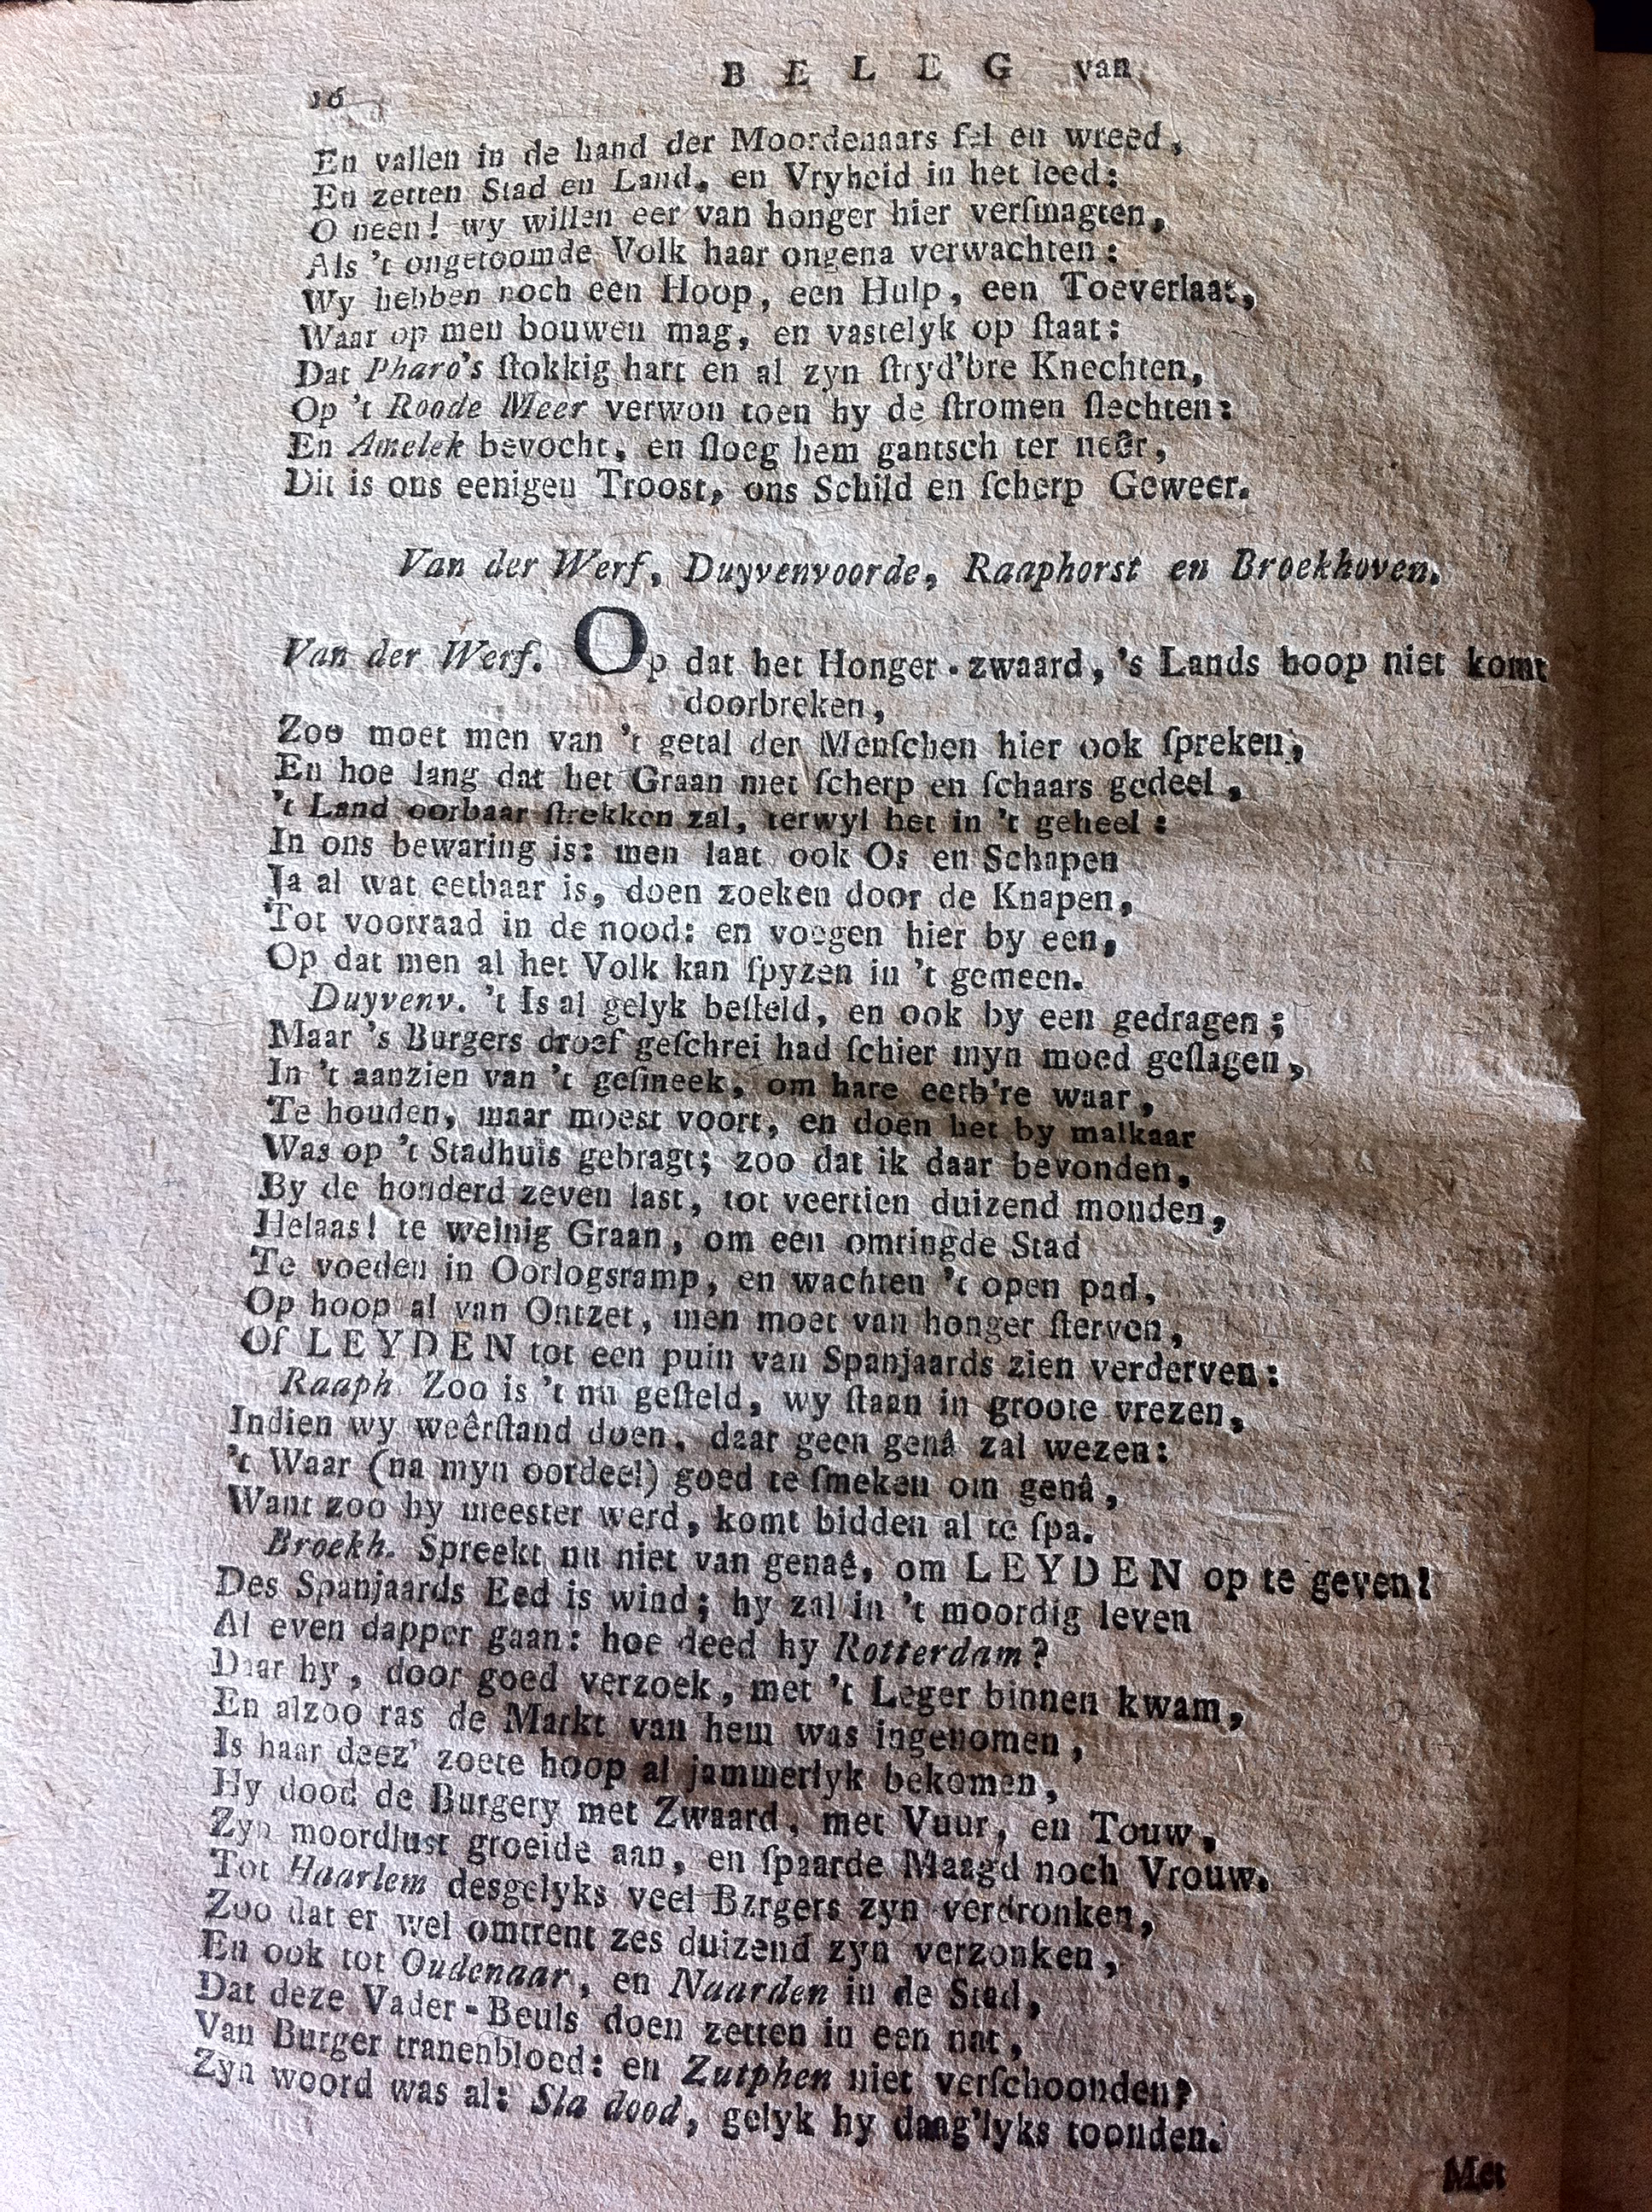 16 BELEG van
En vallen in de hand der Moordenaars fel en wreed,
En zetten Stad en Land, en Vryheid in het leed:
O neen! wy willen eer van honger hier verſmagten,
Als 't ongetoomde Volk haar ongena verwachten:
Wy hebben noch een Hoop, een Hulp, een Toeverlaat,
Waar op men bouwen mag, en vastelyk op ſtaat:
Dat Pharo's ſtokkig hart en al zyn ſtryd'bre Knechten,
Op 't Roode Meer verwon toen hy de ſtromen ſlechten:
En Amelek bevocht, en ſloeg hem gantsch ter neêr,
Dit is ons eenigen Troost, ons Schild en ſcherp Geweer.
Van der Werf, Duyvenvoorde, Raaphorst en Broekhoven.
Van der Werf. Op dat het Honger-zwaard, 's Lands hoop niet komt
doorbreken,
Zoo moet men van 't getal der Menſchen hier ook ſpreken,
En hoe lang dat het Graan met ſcherp en ſchaars gedeel,
't Land oorbaar ſtrekken zal, terwyl het in 't geheel:
In ons bewaring is: men laat ook Os en Schapen
Ja al wat eetbaar is, doen zoeken door de Knapen,
Tot voorraad in de nood: en voegen hier by een,
Op dat men al het Volk kan ſpyzen in 't gemeen.
Duyvenv. 't Is al gelyk beſteld, en ook by een gedragen;
Maar 's Burgers droef geſchrei had ſchier myn moed geſlagen,
In 't aanzien van 't geſmeek, om hare eetb're waar,
Te houden, maar moest voort, en doen het by malkaar
Was op 't Stadhuis gebragt; zoo dat ik daar bevonden,
By de honderd zeven last, tot veertien duizend monden,
Helaas! te weinig Graan, om een omringde Stad
Te voeden in Oorlogsramp, en wachten 't open pad,
Op hoop al van Ontzet, men moet van honger ſterven,
Of LEYDEN tot een puin van Spanjaards zien verderven:
Raaph. Zoo is 't nu geſteld, wy ſtaan in groote vrezen,
Indien wy weêrſtand doen, daar geen genâ zal wezen:
't Waar (na myn oordeel) goed te ſmeken om genâ,
Want zoo hy meester werd, komt bidden al te ſpa.
Broekh. Spreekt nu niet van genaê, om LEYDEN op te geven!
Des Spanjaards Eed is wind; hy zal in 't moordig leven
Al even dapper gaan: hoe deed hy Rotterdam?
Daar hy, door goed verzoek, met 't Leger binnen kwam,
En alzoo ras de Markt van hem was ingenomen,
Is haar deez' zoete hoop al jammerlyk bekomen,
Hy dood de Burgery met Zwaard, met Vuur, en Touw,
Zyn moordlust groeide aan, en ſpaarde Maagd noch Vrouw.
Tot Haarlem desgelyks veel Bargers zyn verdronken,
Zoo dat er wel omtrent zes duizend zyn verzonken,
En ook tot Oudenaar, en Naarden in de Stad,
Dat deze Vader-Beuls doen zetten in een nat,
Van Burger tranenbloed: en Zutphen niet verſchoonden?
Zyn woord was al: Sla dood, gelyk hy daag'lyks toonden.
Met